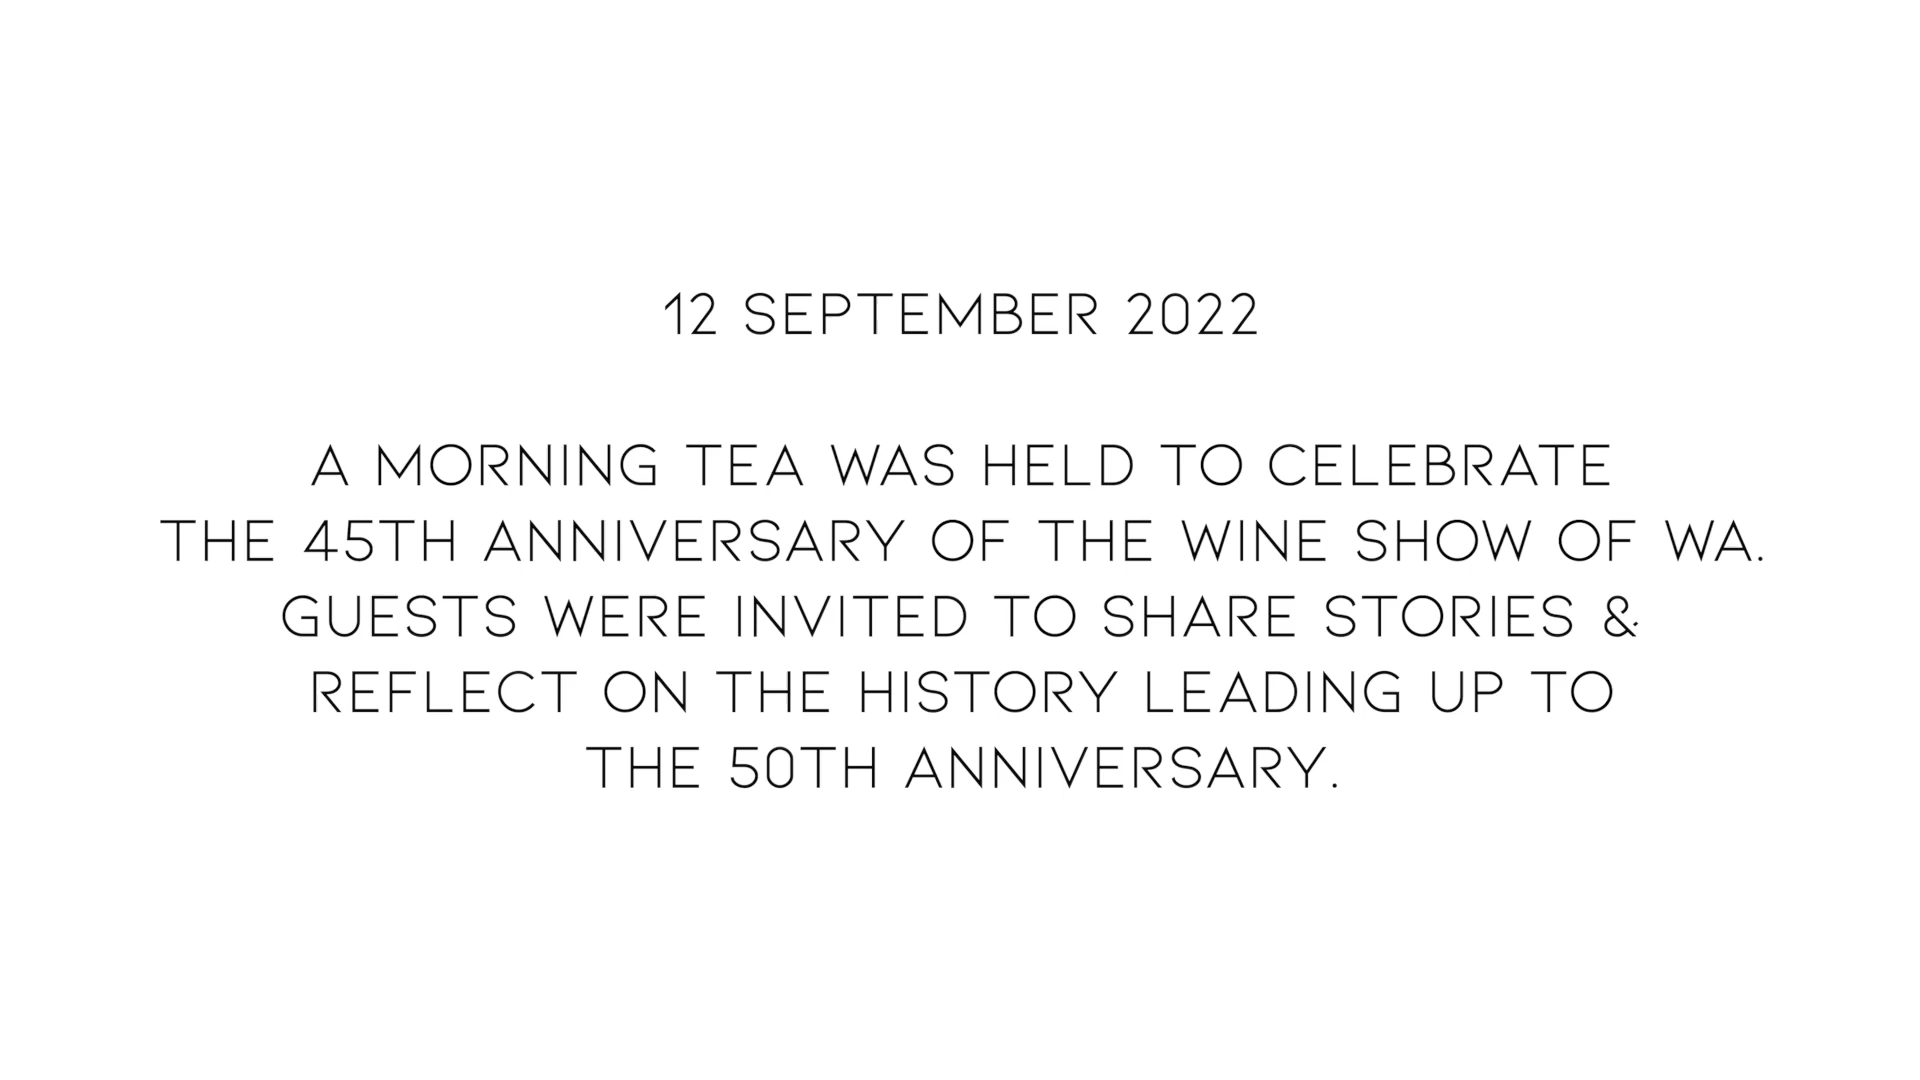 12 SEPTEMBER 2022
A MORNING TEA WAS HELD TO CELEBRATE
THE 45TH ANNIVERSARY OF THE WINE SHOW OF WA.
GUESTS WERE INVITED TO SHARE STORIES &
REFLECT ON THE HISTORY LEADING UP TO
THE 50TH ANNIVERSARY.